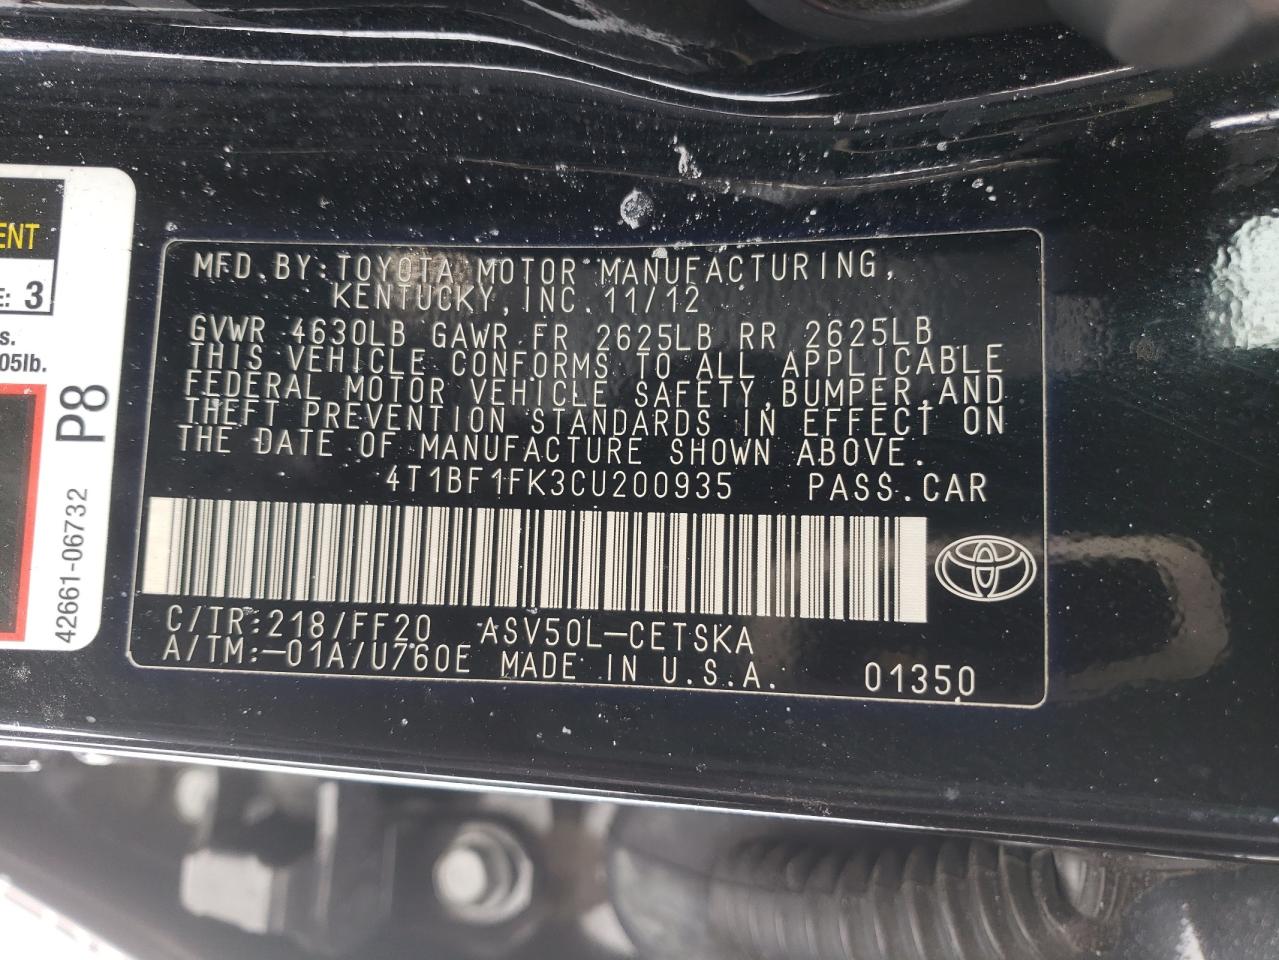 ENT
E: 3
s.
05lb.
P8
42661-06732
MFD.BY:TOYOTA MOTOR MANUFACTURING,
KENTUCKY,INC.11/12
GVWR 4630LB GAWR FR 2625LB RR 2625LB
THIS VEHICLE CONFORMS TO ALL APPLICABLE
FEDERAL MOTOR VEHICLE SAFETY,BUMPER,AND
THEFT PREVENTION STANDARDS IN EFFECT ON
THE DATE OF MANUFACTURE SHOWN ABOVE.
4T1BF1FK3CU200935 PASS.CAR
C/TR:218/FF20 ASV50L-CETSKA
A/TM:-01A/U760E MADE IN U.S.A. 01350